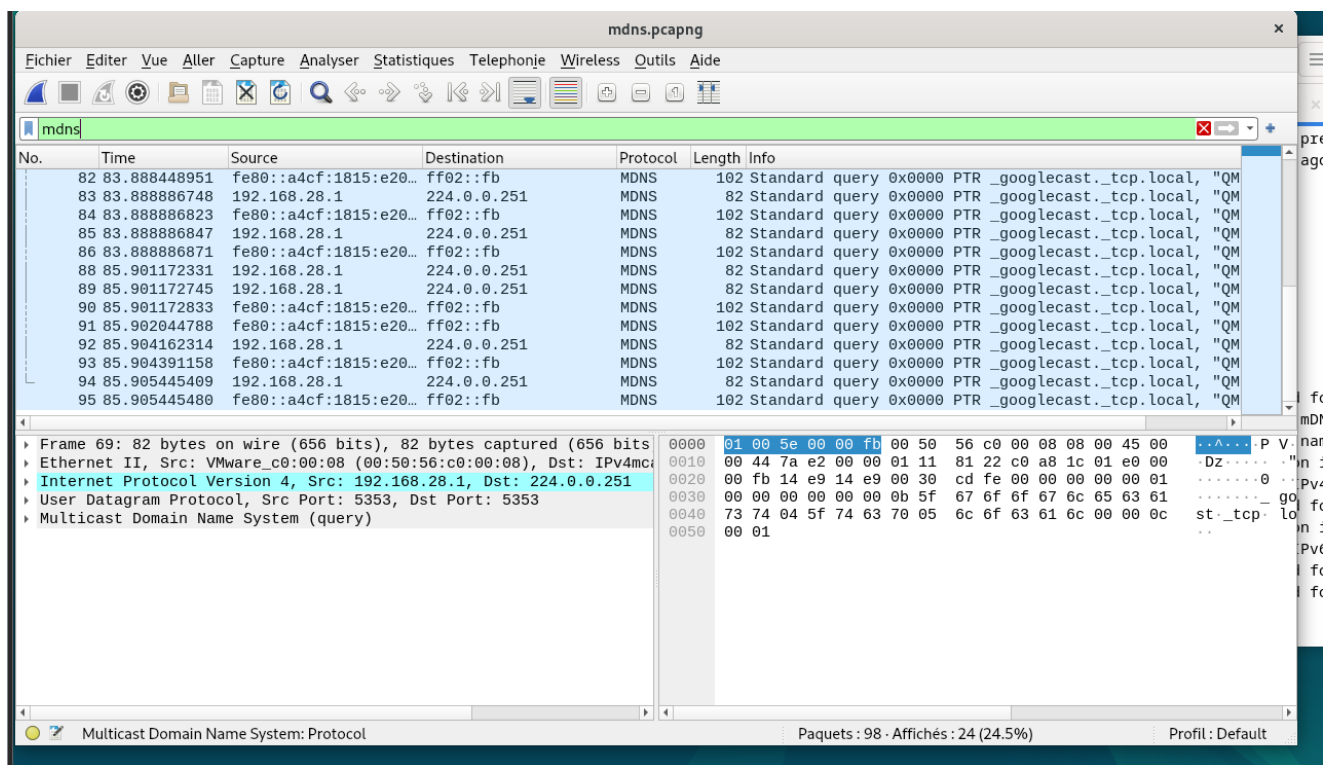 mdns.pcapng ×
Fichier Editer Vue Aller Capture Analyser Statistiques Telephonie Wireless Outils Aide
mdns
No. Time Source Destination Protocol Length Info
82 83.888448951 fe80::a4cf:1815:e20… ff02::fb MDNS 102 Standard query 0x0000 PTR _googlecast._tcp.local, "QM
83 83.888886748 192.168.28.1 224.0.0.251 MDNS 82 Standard query 0x0000 PTR _googlecast._tcp.local, "QM
84 83.888886823 fe80::a4cf:1815:e20… ff02::fb MDNS 102 Standard query 0x0000 PTR _googlecast._tcp.local, "QM
85 83.888886847 192.168.28.1 224.0.0.251 MDNS 82 Standard query 0x0000 PTR _googlecast._tcp.local, "QM
86 83.888886871 fe80::a4cf:1815:e20… ff02::fb MDNS 102 Standard query 0x0000 PTR _googlecast._tcp.local, "QM
88 85.901172331 192.168.28.1 224.0.0.251 MDNS 82 Standard query 0x0000 PTR _googlecast._tcp.local, "QM
89 85.901172745 192.168.28.1 224.0.0.251 MDNS 82 Standard query 0x0000 PTR _googlecast._tcp.local, "QM
90 85.901172833 fe80::a4cf:1815:e20… ff02::fb MDNS 102 Standard query 0x0000 PTR _googlecast._tcp.local, "QM
91 85.902044788 fe80::a4cf:1815:e20… ff02::fb MDNS 102 Standard query 0x0000 PTR _googlecast._tcp.local, "QM
92 85.904162314 192.168.28.1 224.0.0.251 MDNS 82 Standard query 0x0000 PTR _googlecast._tcp.local, "QM
93 85.904391158 fe80::a4cf:1815:e20… ff02::fb MDNS 102 Standard query 0x0000 PTR _googlecast._tcp.local, "QM
94 85.905445409 192.168.28.1 224.0.0.251 MDNS 82 Standard query 0x0000 PTR _googlecast._tcp.local, "QM
95 85.905445480 fe80::a4cf:1815:e20… ff02::fb MDNS 102 Standard query 0x0000 PTR _googlecast._tcp.local, "QM
Frame 69: 82 bytes on wire (656 bits), 82 bytes captured (656 bits
Ethernet II, Src: VMware_c0:00:08 (00:50:56:c0:00:08), Dst: IPv4mca
Internet Protocol Version 4, Src: 192.168.28.1, Dst: 224.0.0.251
User Datagram Protocol, Src Port: 5353, Dst Port: 5353
Multicast Domain Name System (query)
0000 01 00 5e 00 00 fb 00 50 56 c0 00 08 08 00 45 00 ··^····P V·
0010 00 44 7a e2 00 00 01 11 81 22 c0 a8 1c 01 e0 00 ·Dz····· ·"
0020 00 fb 14 e9 14 e9 00 30 cd fe 00 00 00 00 00 01 ·······0 ··
0030 00 00 00 00 00 00 0b 5f 67 6f 6f 67 6c 65 63 61 ·······_ go
0040 73 74 04 5f 74 63 70 05 6c 6f 63 61 6c 00 00 0c st·_tcp· lo
0050 00 01 ··
Multicast Domain Name System: Protocol Paquets : 98 · Affichés : 24 (24.5%) Profil : Default